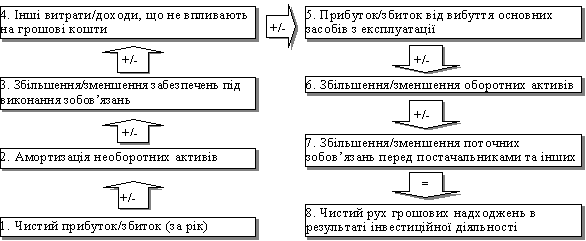 4. Інші витрати/доходи, що не впливають
на грошові кошти
+/-
5. Прибуток/збиток від вибуття основних
засобів з експлуатації
+/-
+/-
3. Збільшення/зменшення забезпечень під
виконання зобов’язань
6. Збільшення/зменшення оборотних активів
+/-
+/-
2. Амортизація необоротних активів
7. Збільшення/зменшення поточних
зобов’язань перед постачальниками та інших
+/-
=
1. Чистий прибуток/збиток (за рік)
8. Чистий рух грошових надходжень в
результаті інвестиційної діяльності